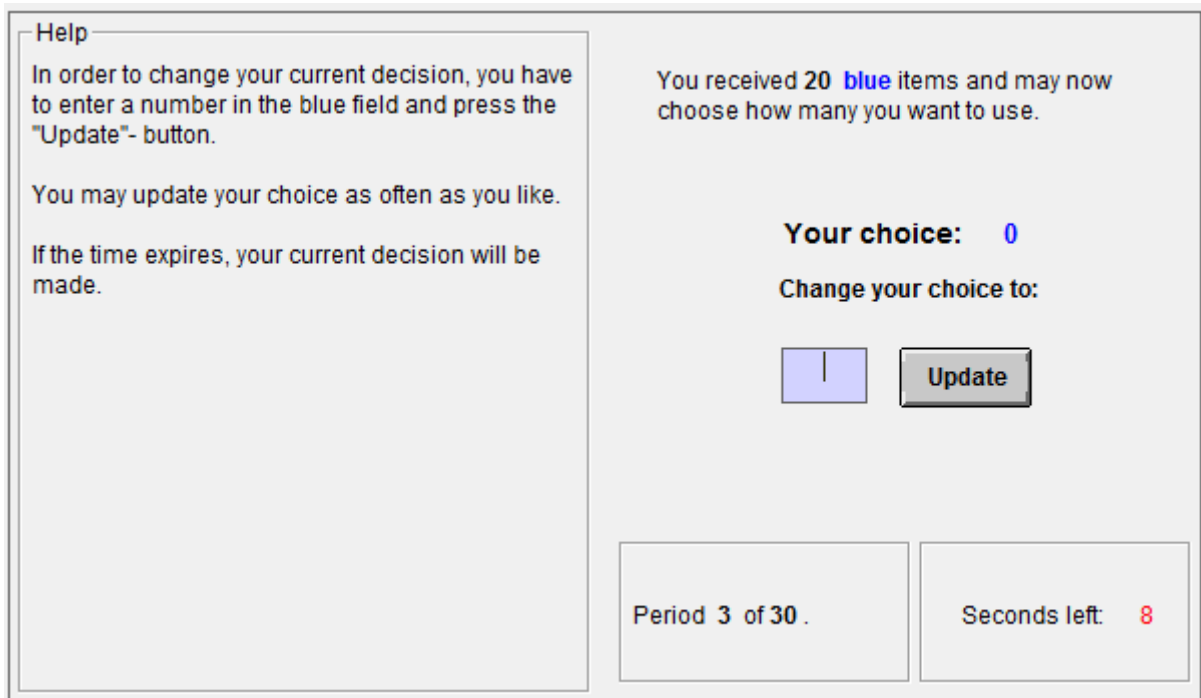 Help
In order to change your current decision, you have
to enter a number in the blue field and press the
"Update"- button.
You may update your choice as often as you like.
If the time expires, your current decision will be
made.
You received 20 blue items and may now
choose how many you want to use.
Your choice: 0
Change your choice to:
Update
Period 3 of 30 .
Seconds left: 8